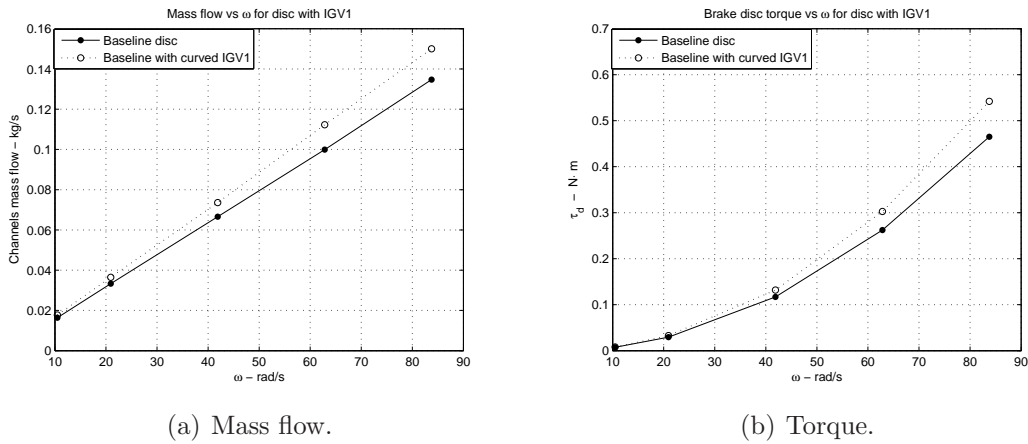 Mass flow vs ω for disc with IGV1
Baseline disc
Baseline with curved IGV1
Channels mass flow – kg/s
0.16
0.14
0.12
0.1
0.08
0.06
0.04
0.02
0
10 20 30 40 50 60 70 80 90
ω – rad/s
(a) Mass flow.
Brake disc torque vs ω for disc with IGV1
Baseline disc
Baseline with curved IGV1
τd – N· m
0.7
0.6
0.5
0.4
0.3
0.2
0.1
0
10 20 30 40 50 60 70 80 90
ω – rad/s
(b) Torque.